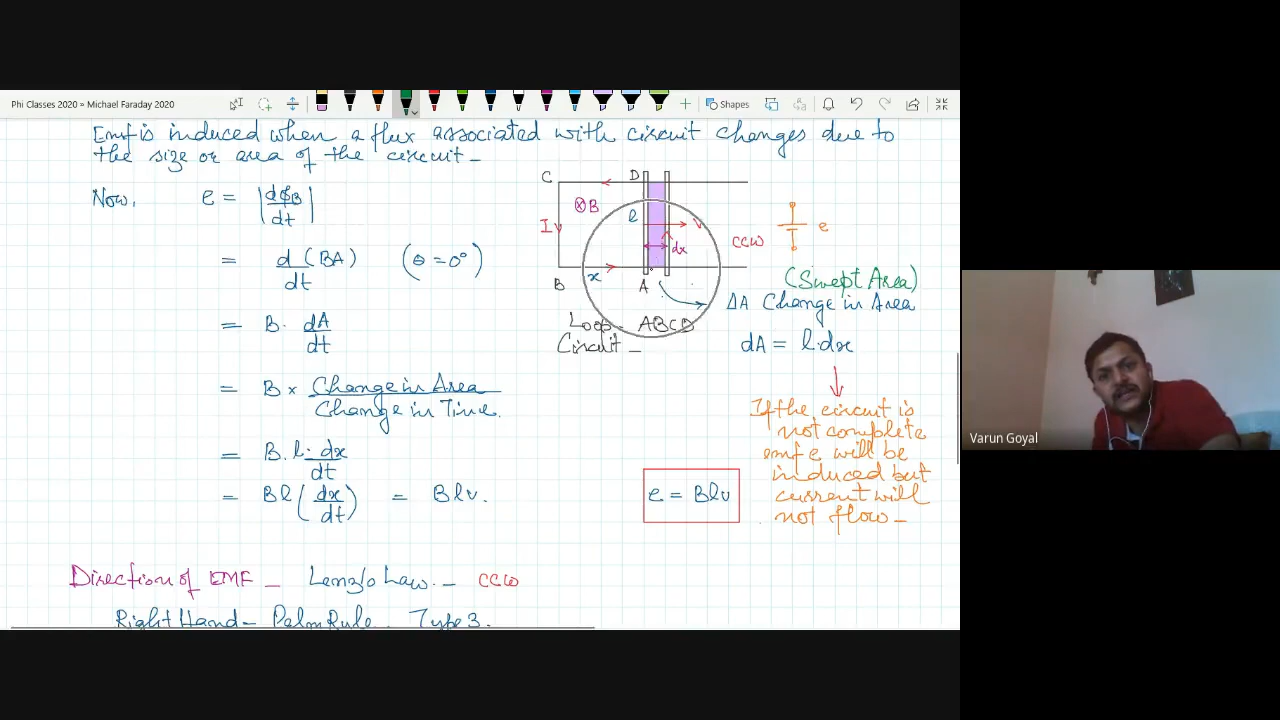 Phi Classes 2020 » Michael Faraday 2020
Shapes
Emf is induced when a flux associated with circuit changes due to
the size or area of the circuit -
Now, e = |dϕB/dt|
= d/dt (BA) (θ = 0°)
= B. dA/dt
= B × Change in Area / Change in Time.
= B. l. dx/dt
= Bl (dx/dt) = Blv.
C
D
⊗B
l
I
v
dx
CCW
e
x
B
A
Loop - ABCD
Circuit -
(Swept Area)
ΔA Change in Area
dA = l.dx
If the circuit is
not complete
emf e will be
induced but
current will
not flow -
e = Blv
Direction of EMF - Lenz's Law. - CCW
Right Hand - Palm Rule. Type 3.
Varun Goyal